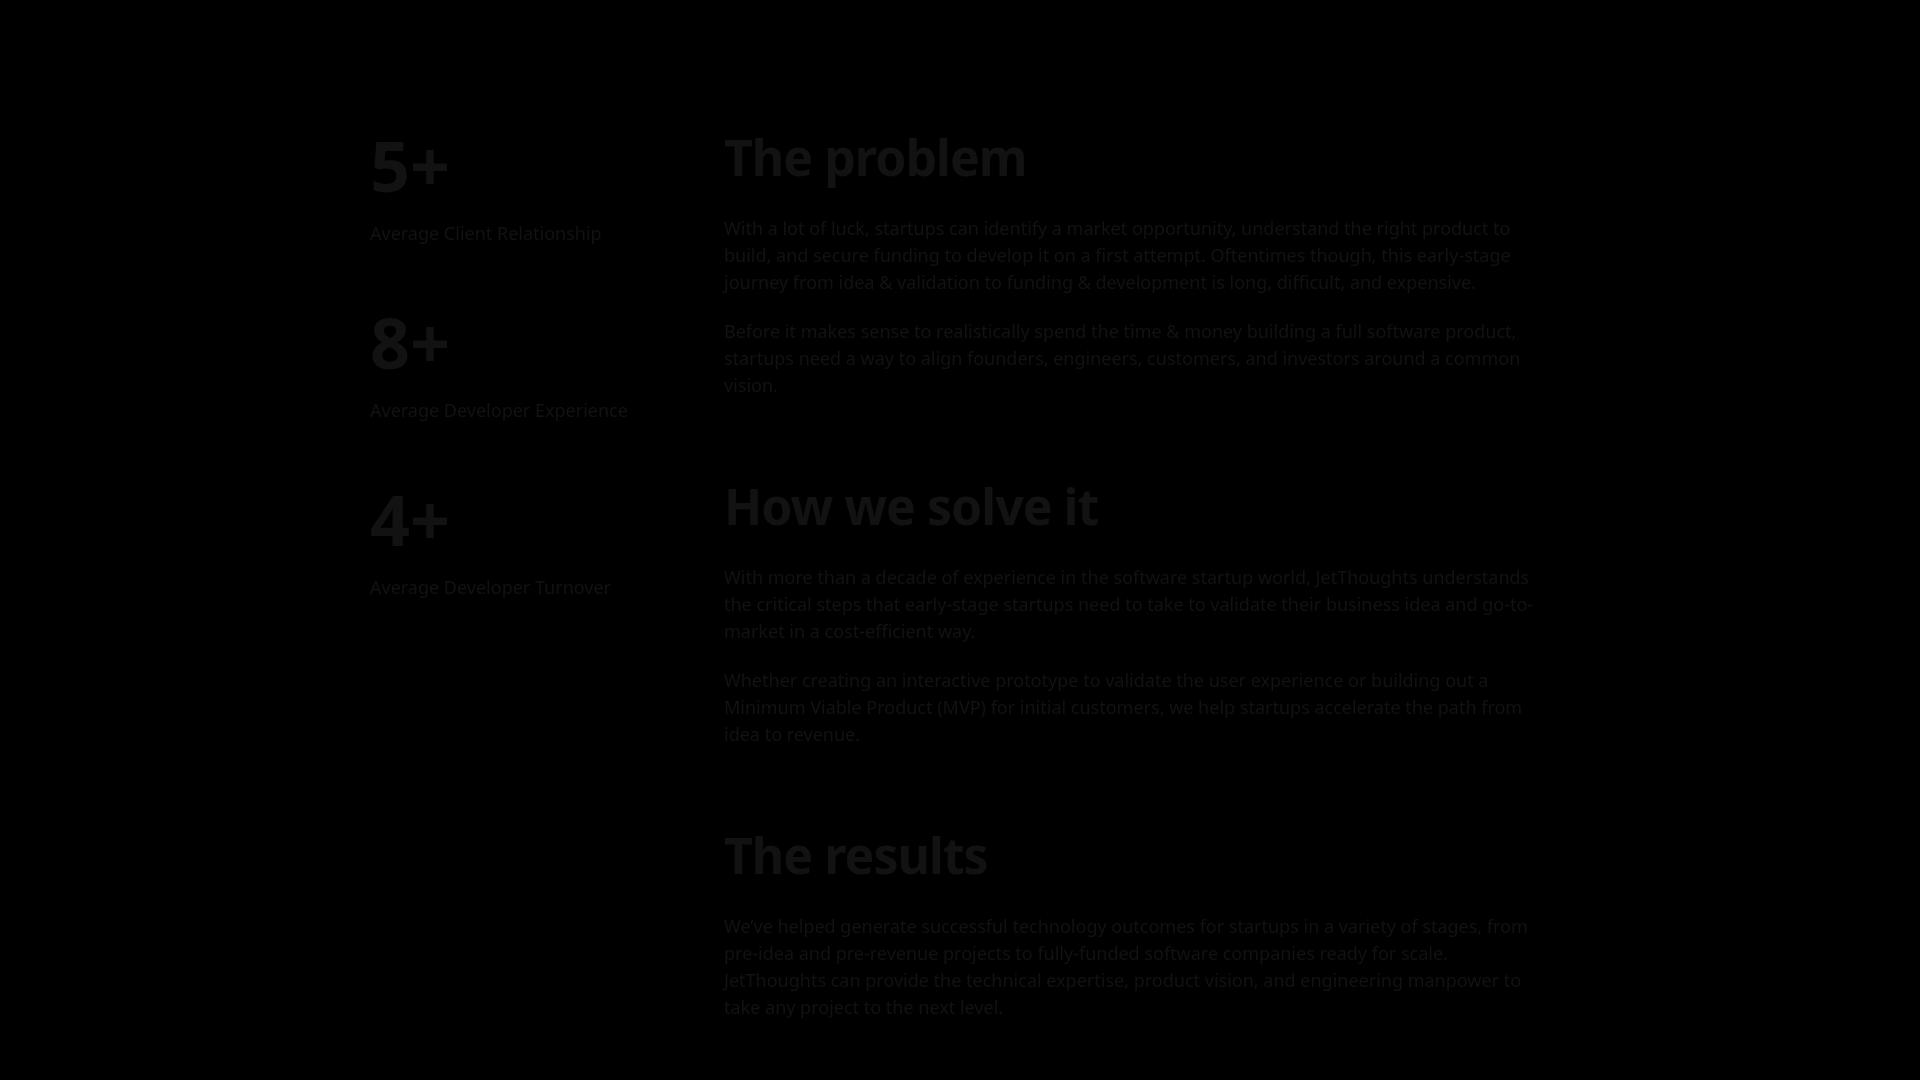 5+
Average Client Relationship
8+
Average Developer Experience
4+
Average Developer Turnover
The problem
With a lot of luck, startups can identify a market opportunity, understand the right product to
build, and secure funding to develop it on a first attempt. Oftentimes though, this early-stage
journey from idea & validation to funding & development is long, difficult, and expensive.
Before it makes sense to realistically spend the time & money building a full software product,
startups need a way to align founders, engineers, customers, and investors around a common
vision.
How we solve it
With more than a decade of experience in the software startup world, JetThoughts understands
the critical steps that early-stage startups need to take to validate their business idea and go-to-
market in a cost-efficient way.
Whether creating an interactive prototype to validate the user experience or building out a
Minimum Viable Product (MVP) for initial customers, we help startups accelerate the path from
idea to revenue.
The results
We’ve helped generate successful technology outcomes for startups in a variety of stages, from
pre-idea and pre-revenue projects to fully-funded software companies ready for scale.
JetThoughts can provide the technical expertise, product vision, and engineering manpower to
take any project to the next level.